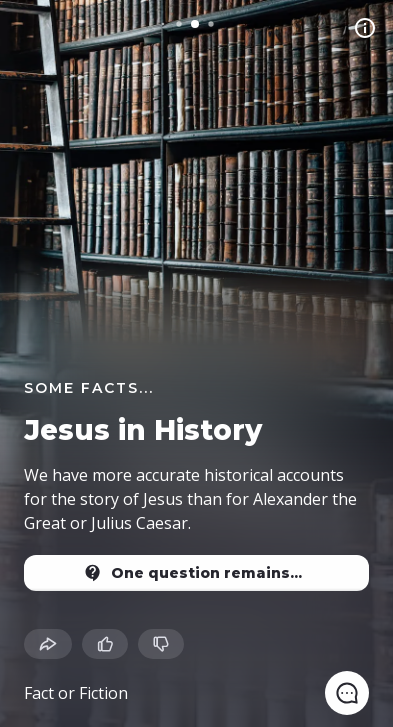 SOME FACTS...
Jesus in History
We have more accurate historical accounts
for the story of Jesus than for Alexander the
Great or Julius Caesar.
One question remains...
Fact or Fiction